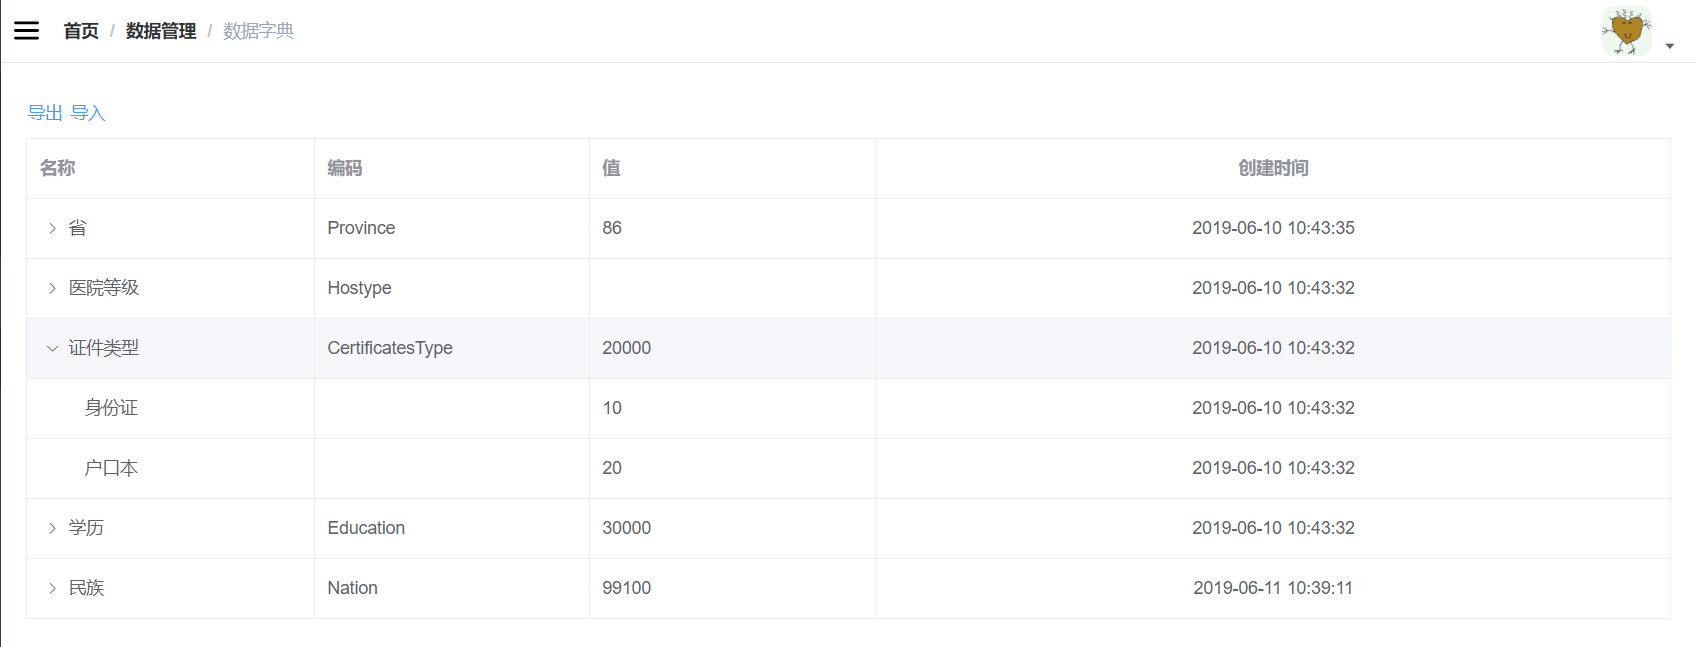 首页 / 数据管理 / 数据字典
导出 导入
名称 编码 值 创建时间
省 Province 86 2019-06-10 10:43:35
医院等级 Hostype 2019-06-10 10:43:32
证件类型 CertificatesType 20000 2019-06-10 10:43:32
身份证 10 2019-06-10 10:43:32
户口本 20 2019-06-10 10:43:32
学历 Education 30000 2019-06-10 10:43:32
民族 Nation 99100 2019-06-11 10:39:11